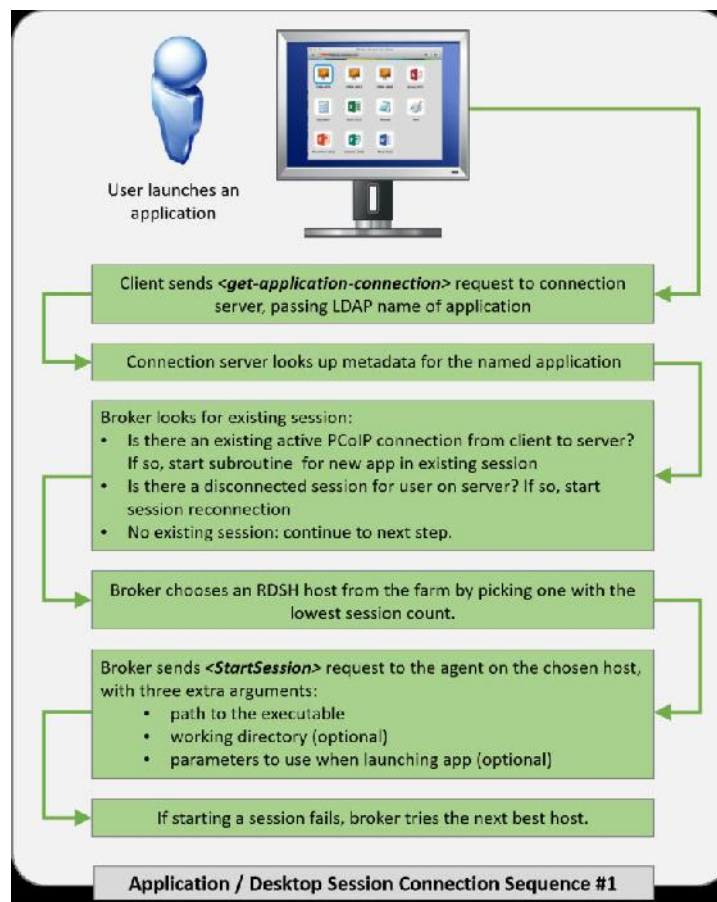 User launches an
application
Client sends <get-application-connection> request to connection
server, passing LDAP name of application
Connection server looks up metadata for the named application
Broker looks for existing session:
• Is there an existing active PCoIP connection from client to server?
If so, start subroutine for new app in existing session
• Is there a disconnected session for user on server? If so, start
session reconnection
• No existing session: continue to next step.
Broker chooses an RDSH host from the farm by picking one with the
lowest session count.
Broker sends <StartSession> request to the agent on the chosen host,
with three extra arguments:
• path to the executable
• working directory (optional)
• parameters to use when launching app (optional)
If starting a session fails, broker tries the next best host.
Application / Desktop Session Connection Sequence #1